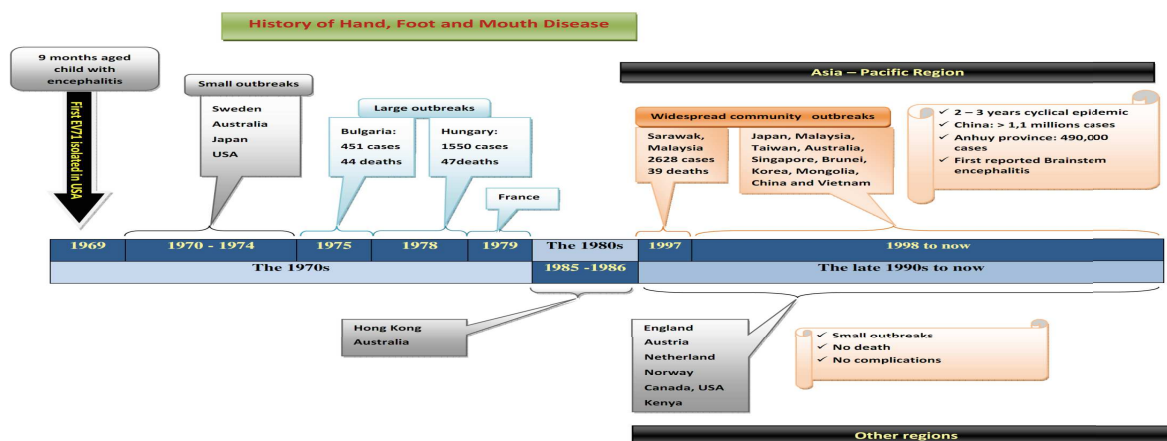 History of Hand, Foot and Mouth Disease
9 months aged
child with
encephalitis
First EV71 isolated in USA
Small outbreaks
Sweden
Australia
Japan
USA
Large outbreaks
Bulgaria:
451 cases
44 deaths
Hungary:
1550 cases
47deaths
France
Asia – Pacific Region
Widespread community outbreaks
Sarawak,
Malaysia
2628 cases
39 deaths
Japan, Malaysia,
Taiwan, Australia,
Singapore, Brunei,
Korea, Mongolia,
China and Vietnam
✓ 2 – 3 years cyclical epidemic
✓ China: > 1,1 millions cases
✓ Anhuy province: 490,000
cases
✓ First reported Brainstem
encephalitis
1969 1970 - 1974 1975 1978 1979 The 1980s 1997 1998 to now
The 1970s 1985 -1986 The late 1990s to now
Hong Kong
Australia
England
Austria
Netherland
Norway
Canada, USA
Kenya
✓ Small outbreaks
✓ No death
✓ No complications
Other regions